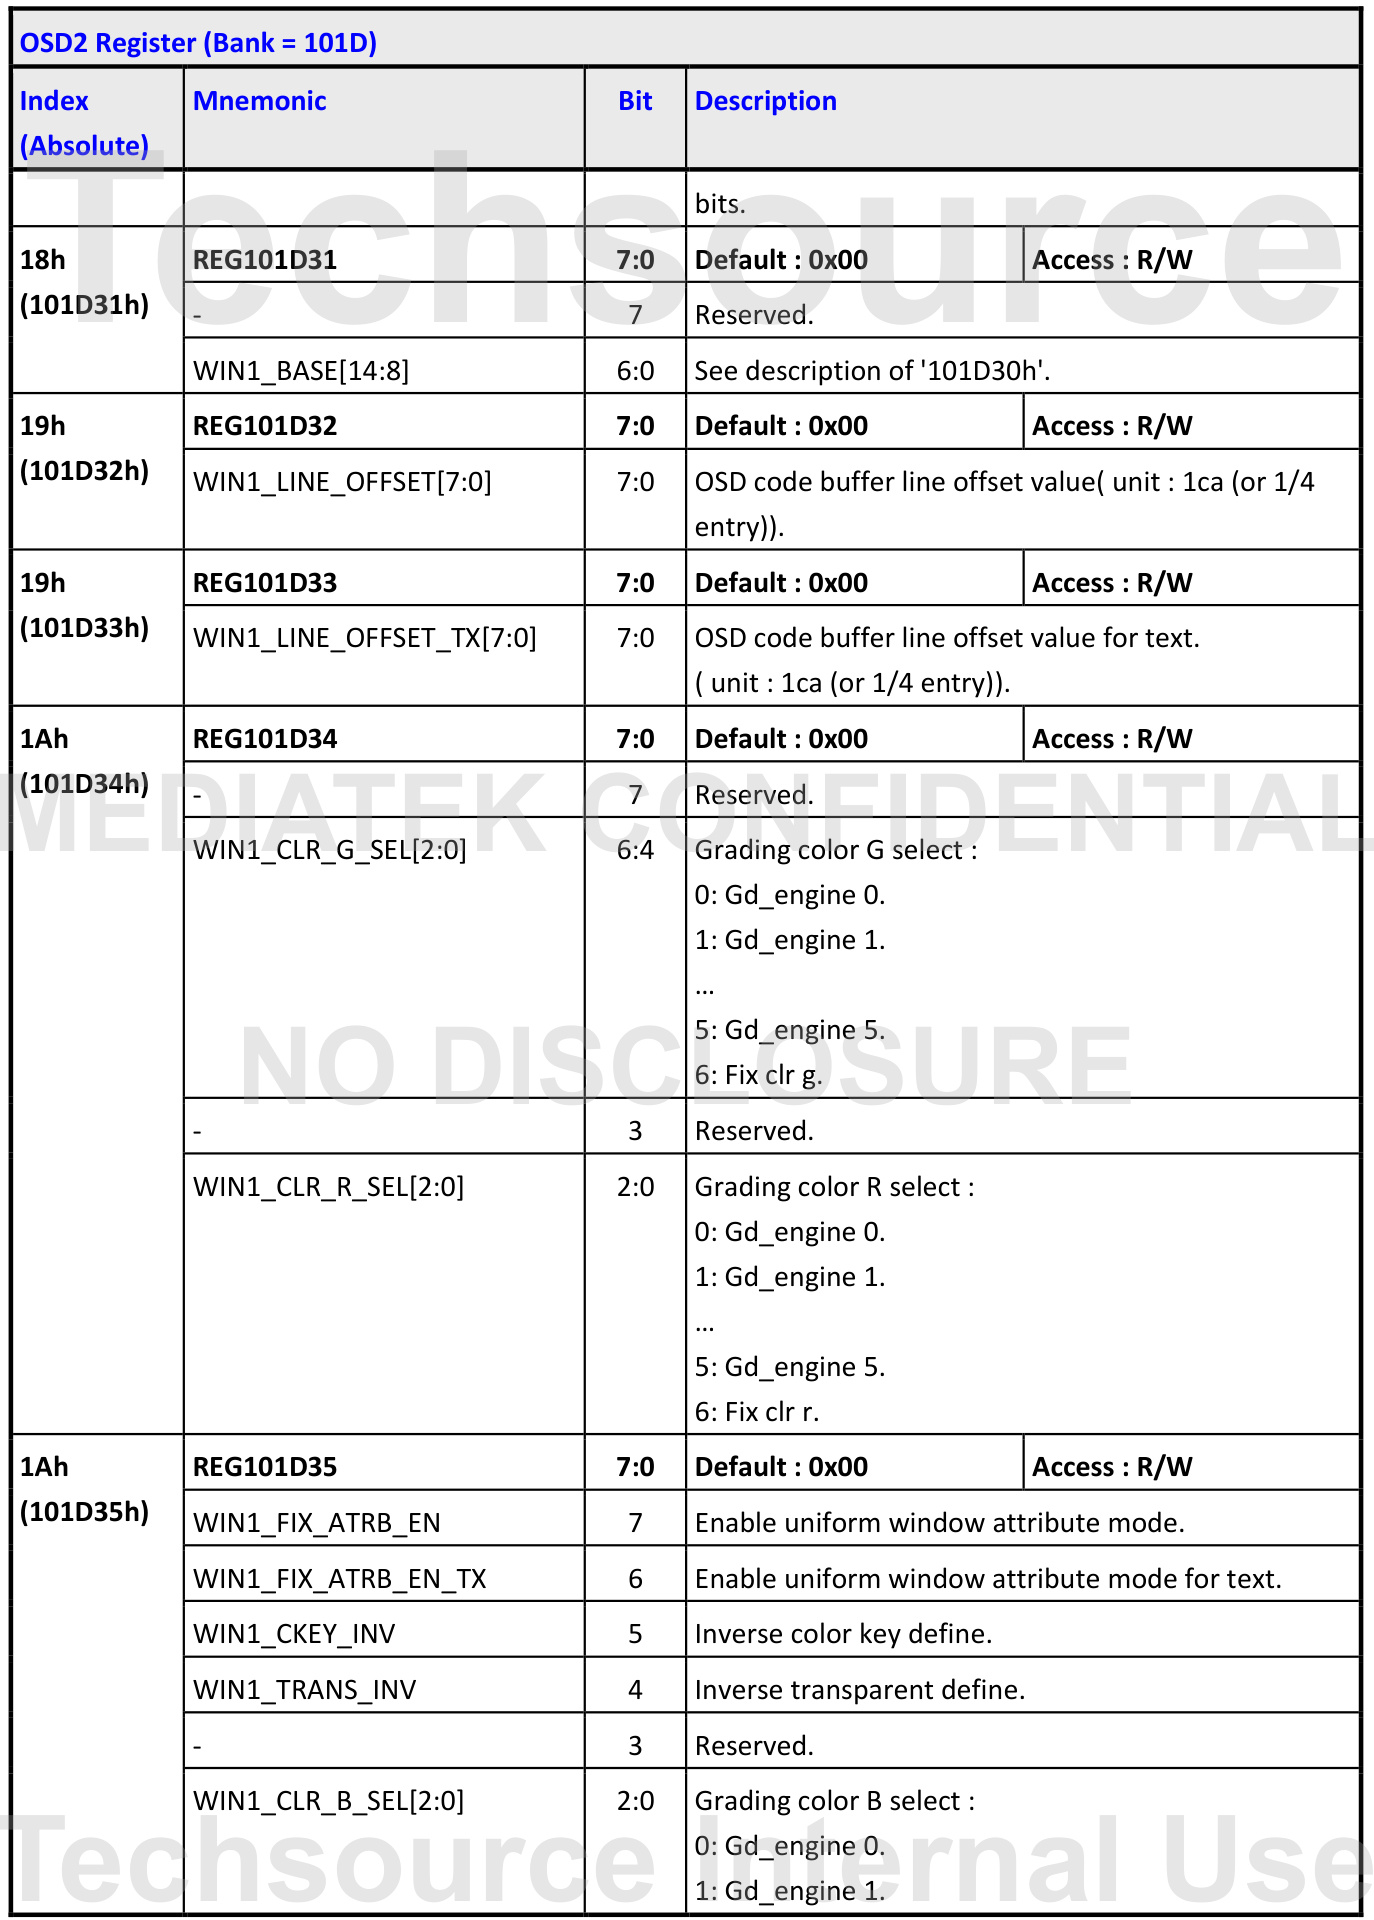 OSD2 Register (Bank = 101D)
Index
(Absolute)
Mnemonic
Bit
Description
bits.
18h
(101D31h)
REG101D31
7:0
Default : 0x00
Access : R/W
-
7
Reserved.
WIN1_BASE[14:8]
6:0
See description of '101D30h'.
19h
(101D32h)
REG101D32
7:0
Default : 0x00
Access : R/W
WIN1_LINE_OFFSET[7:0]
7:0
OSD code buffer line offset value( unit : 1ca (or 1/4
entry)).
19h
(101D33h)
REG101D33
7:0
Default : 0x00
Access : R/W
WIN1_LINE_OFFSET_TX[7:0]
7:0
OSD code buffer line offset value for text.
( unit : 1ca (or 1/4 entry)).
1Ah
(101D34h)
REG101D34
7:0
Default : 0x00
Access : R/W
-
7
Reserved.
WIN1_CLR_G_SEL[2:0]
6:4
Grading color G select :
0: Gd_engine 0.
1: Gd_engine 1.
...
5: Gd_engine 5.
6: Fix clr g.
-
3
Reserved.
WIN1_CLR_R_SEL[2:0]
2:0
Grading color R select :
0: Gd_engine 0.
1: Gd_engine 1.
...
5: Gd_engine 5.
6: Fix clr r.
1Ah
(101D35h)
REG101D35
7:0
Default : 0x00
Access : R/W
WIN1_FIX_ATRB_EN
7
Enable uniform window attribute mode.
WIN1_FIX_ATRB_EN_TX
6
Enable uniform window attribute mode for text.
WIN1_CKEY_INV
5
Inverse color key define.
WIN1_TRANS_INV
4
Inverse transparent define.
-
3
Reserved.
WIN1_CLR_B_SEL[2:0]
2:0
Grading color B select :
0: Gd_engine 0.
1: Gd_engine 1.
Techsource
MEDIATEK CONFIDENTIAL
NO DISCLOSURE
Techsource Internal Use